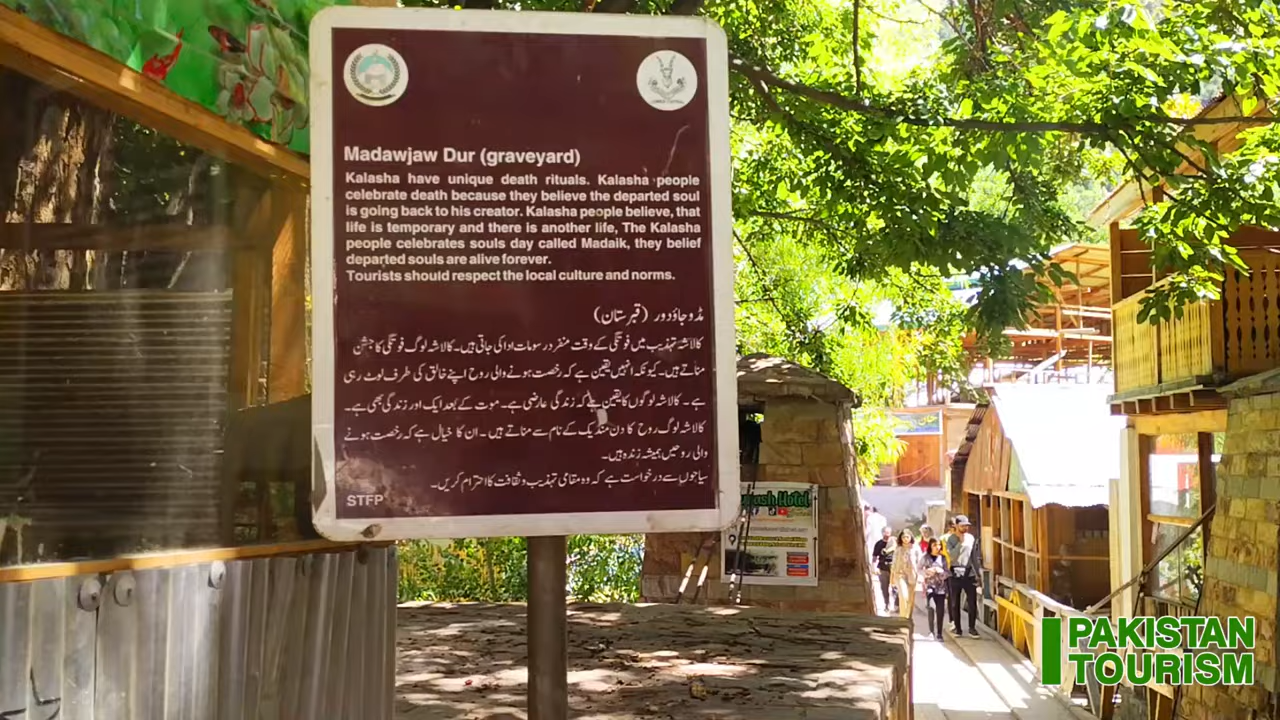 Madawjaw Dur (graveyard)
Kalasha have unique death rituals. Kalasha people
celebrate death because they believe the departed soul
is going back to his creator. Kalasha people believe, that
life is temporary and there is another life, The Kalasha
people celebrates souls day called Madaik, they belief
departed souls are alive forever.
Tourists should respect the local culture and norms.
مڈوجاؤدور (قبرستان)
کالاشہ تہذیب میں فوتگی کے وقت منفرد رسومات ادا کی جاتی ہیں۔ کالاشہ لوگ فوتگی کا جشن
مناتے ہیں۔ کیونکہ انہیں یقین ہے کہ رخصت ہونے والی روح اپنے خالق کی طرف لوٹ رہی
ہے۔ کالاشہ لوگوں کا یقین ہے کہ زندگی عارضی ہے۔ موت کے بعد ایک اور زندگی بھی ہے۔
کالاشہ لوگ روح کا دن منڈیک کے نام سے مناتے ہیں۔ ان کا خیال ہے کہ رخصت ہونے
والی روحیں ہمیشہ زندہ ہیں۔
سیاحوں سے درخواست ہے کہ وہ مقامی تہذیب و ثقافت کا احترام کریں۔
STFP
Hotel
PAKISTAN
TOURISM